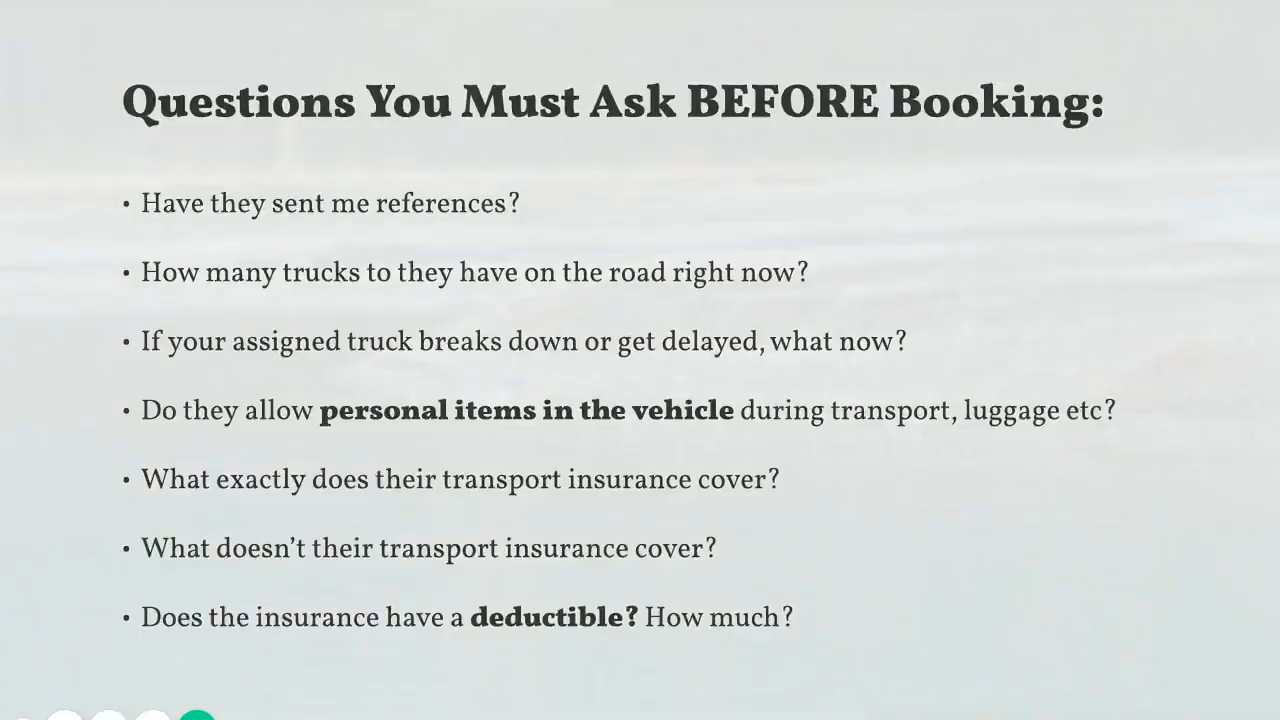 Questions You Must Ask BEFORE Booking:
• Have they sent me references?
• How many trucks to they have on the road right now?
• If your assigned truck breaks down or get delayed, what now?
• Do they allow personal items in the vehicle during transport, luggage etc?
• What exactly does their transport insurance cover?
• What doesn’t their transport insurance cover?
• Does the insurance have a deductible? How much?